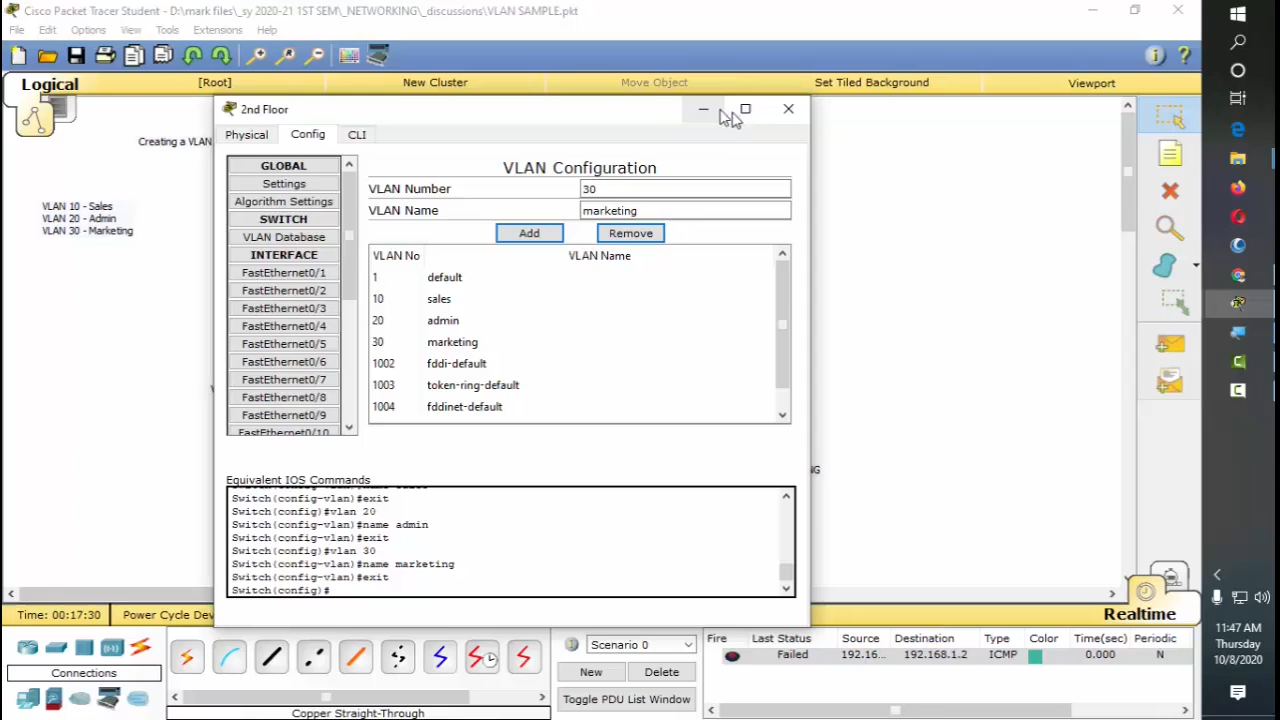 Cisco Packet Tracer Student - D:\mark files\_sy 2020-21 1ST SEM\_NETWORKING\_discussions\VLAN SAMPLE.pkt
File Edit Options View Tools Extensions Help
Logical [Root] New Cluster Move Object Set Tiled Background Viewport
2nd Floor
Physical Config CLI
Creating a VLAN
VLAN 10 - Sales
VLAN 20 - Admin
VLAN 30 - Marketing
GLOBAL
Settings
Algorithm Settings
SWITCH
VLAN Database
INTERFACE
FastEthernet0/1
FastEthernet0/2
FastEthernet0/3
FastEthernet0/4
FastEthernet0/5
FastEthernet0/6
FastEthernet0/7
FastEthernet0/8
FastEthernet0/9
FastEthernet0/10
VLAN Configuration
VLAN Number 30
VLAN Name marketing
Add Remove
VLAN No VLAN Name
1 default
10 sales
20 admin
30 marketing
1002 fddi-default
1003 token-ring-default
1004 fddinet-default
NG
Equivalent IOS Commands
Switch(config-vlan)#exit
Switch(config)#vlan 20
Switch(config-vlan)#name admin
Switch(config-vlan)#exit
Switch(config)#vlan 30
Switch(config-vlan)#name marketing
Switch(config-vlan)#exit
Switch(config)#
Time: 00:17:30 Power Cycle Dev
Realtime
Connections
Copper Straight-Through
Scenario 0
New Delete
Toggle PDU List Window
Fire Last Status Source Destination Type Color Time(sec) Periodic
Failed 192.16... 192.168.1.2 ICMP 0.000 N
11:47 AM
Thursday
10/8/2020